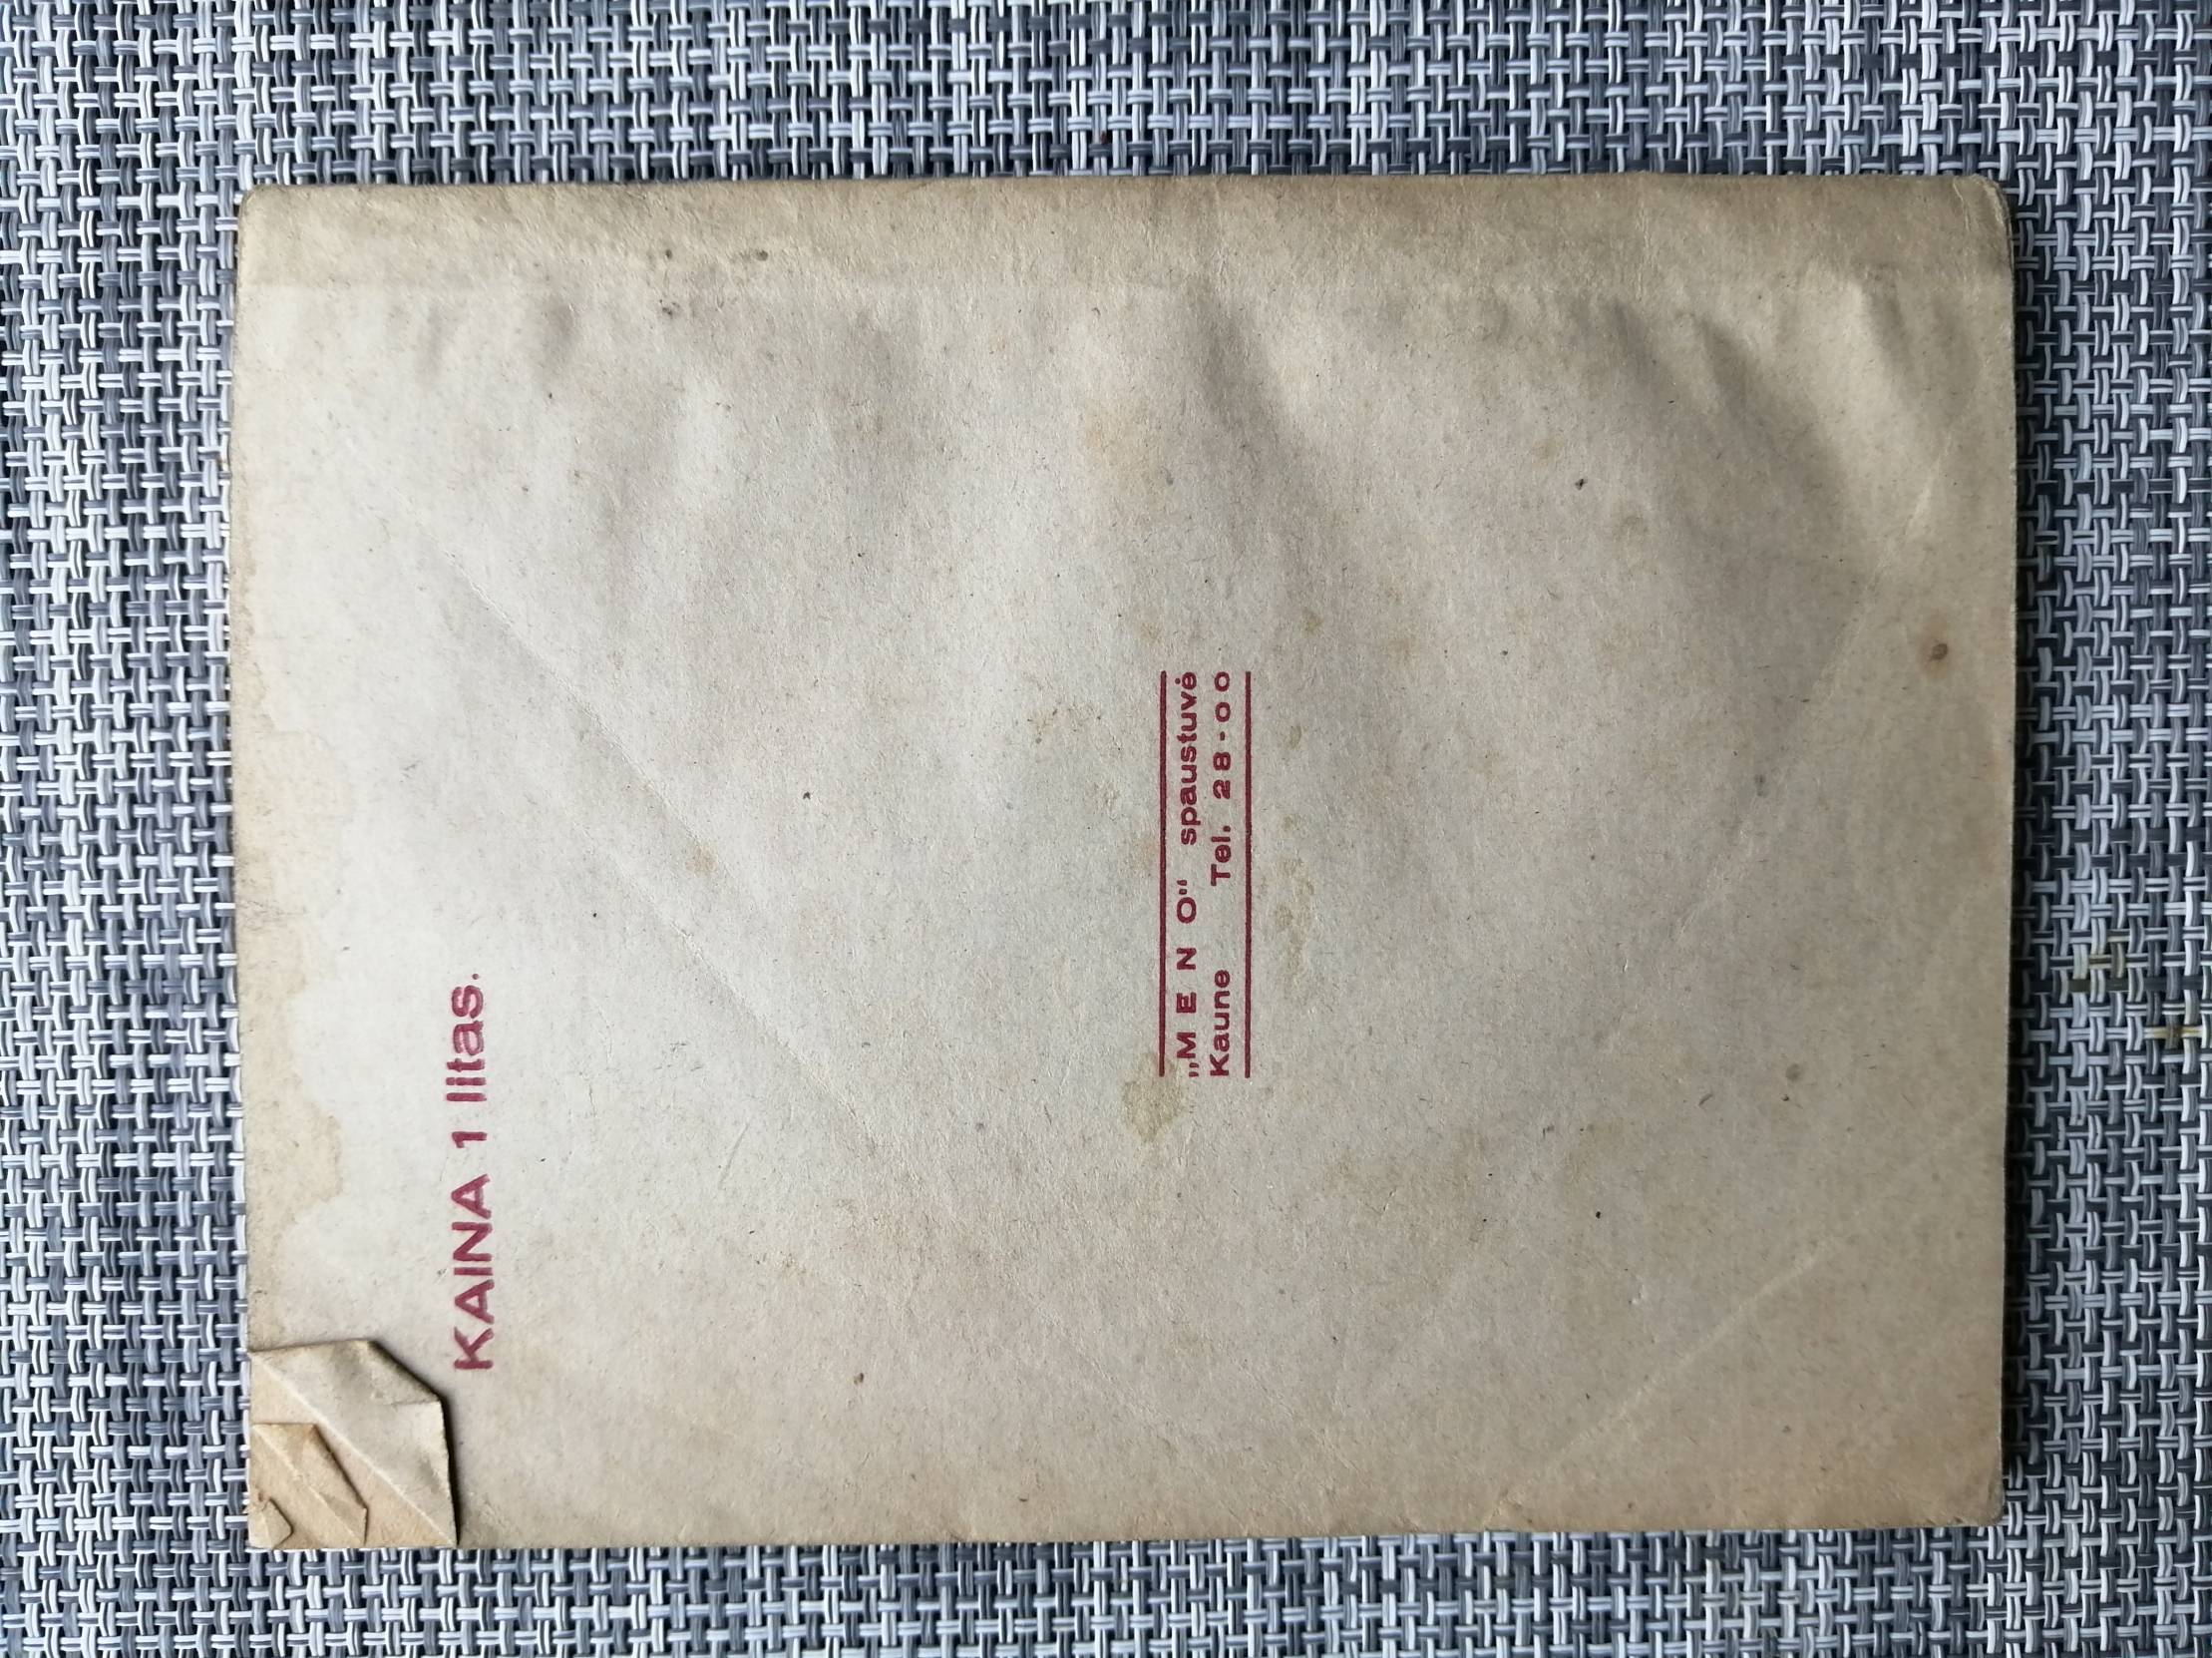 KAINA 1 litas.
„M E N O“ spaustuvė
Kaune Tel. 28-00